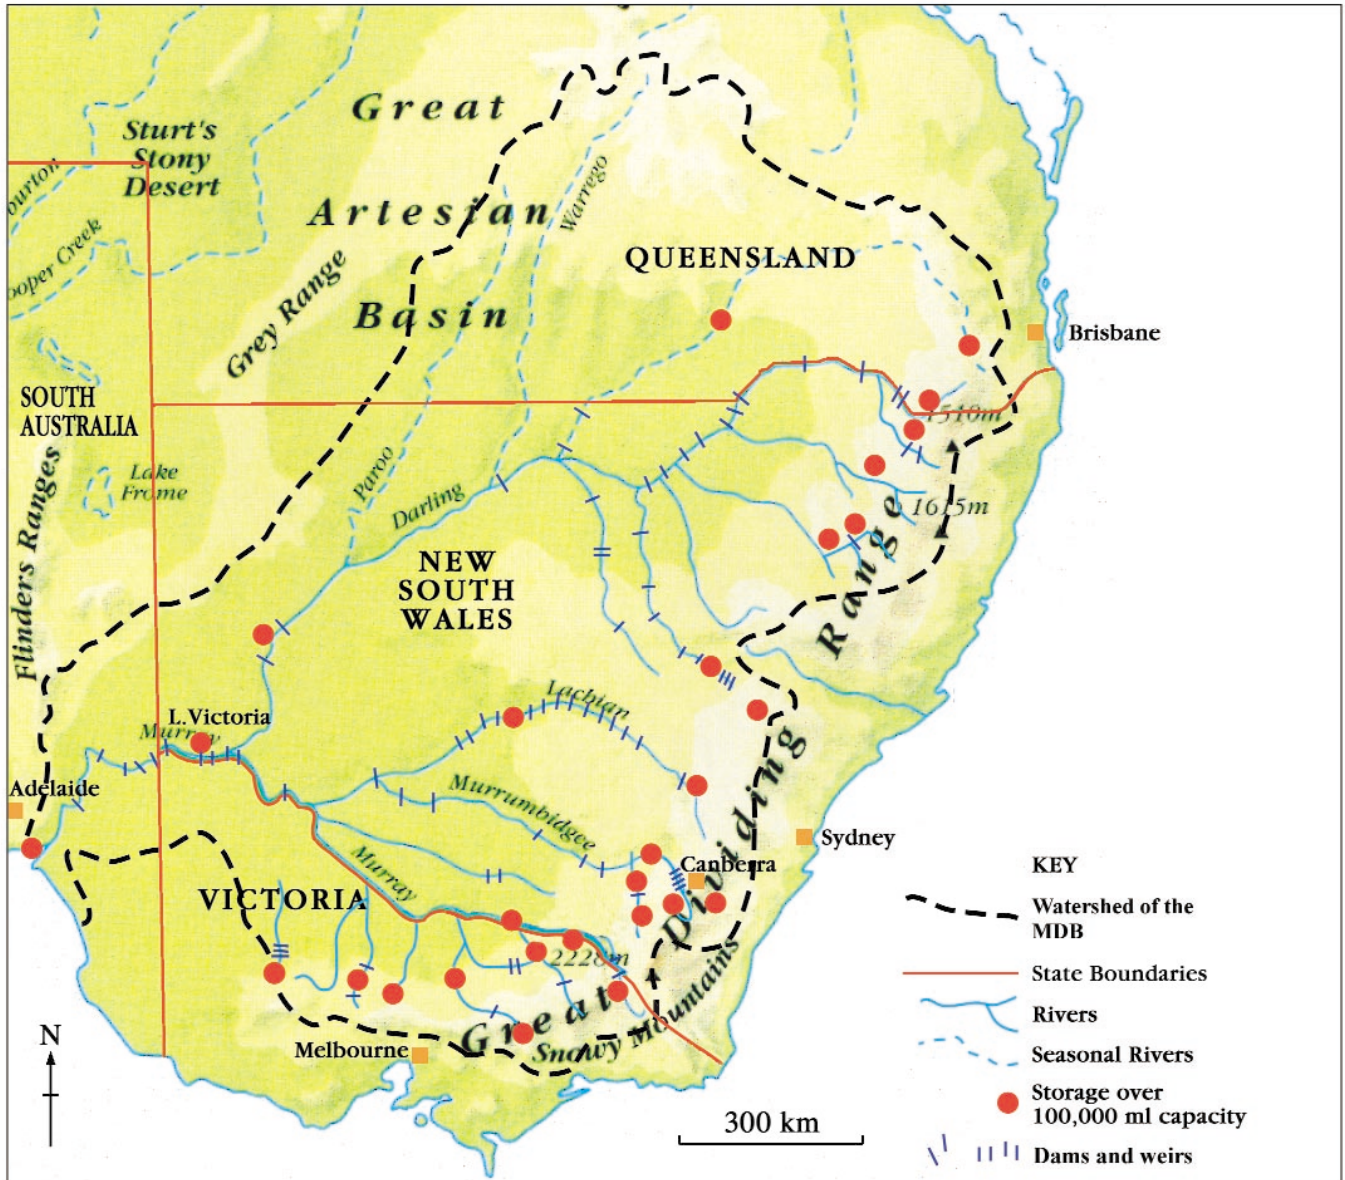 Great
Sturt's
Stony
Desert
ourton
Artesian
Warrego
ooper Creek
QUEENSLAND
Grey Range
Basin
Brisbane
SOUTH
AUSTRALIA
1510m
Flinders Ranges
Lake
Frome
Paroo
Darling
1615m
NEW
SOUTH
WALES
Range
Lachlan
L.Victoria
Murray
Dividing
Adelaide
Murrumbidgee
Sydney
Canberra
KEY
VICTORIA
Murray
Watershed of the
MDB
2228m
State Boundaries
Great
Snowy Mountains
Rivers
N
Melbourne
Seasonal Rivers
Storage over
100,000 ml capacity
300 km
Dams and weirs